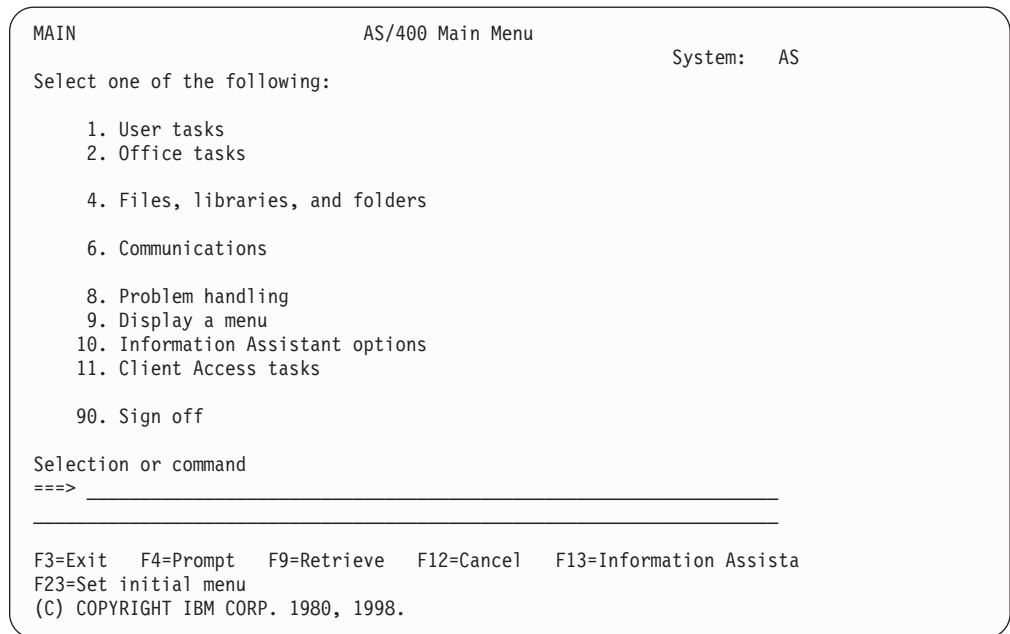 MAIN AS/400 Main Menu
System: AS
Select one of the following:
1. User tasks
2. Office tasks
4. Files, libraries, and folders
6. Communications
8. Problem handling
9. Display a menu
10. Information Assistant options
11. Client Access tasks
90. Sign off
Selection or command
===>
F3=Exit F4=Prompt F9=Retrieve F12=Cancel F13=Information Assista
F23=Set initial menu
(C) COPYRIGHT IBM CORP. 1980, 1998.